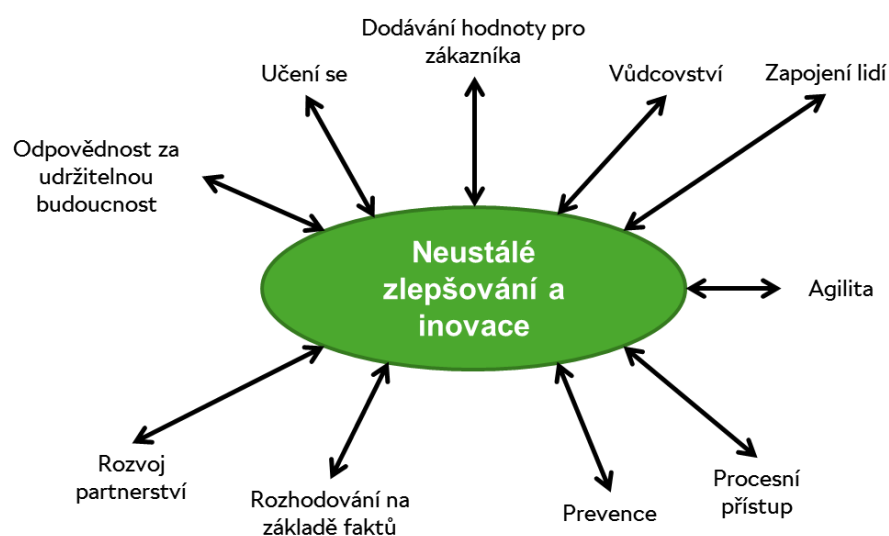 Dodávání hodnoty pro
zákazníka
Učení se
Vůdcovství
Zapojení lidí
Odpovědnost za
udržitelnou
budoucnost
Neustálé
zlepšování a
inovace
Agilita
Rozvoj
partnerství
Rozhodování na
základě faktů
Prevence
Procesní
přístup